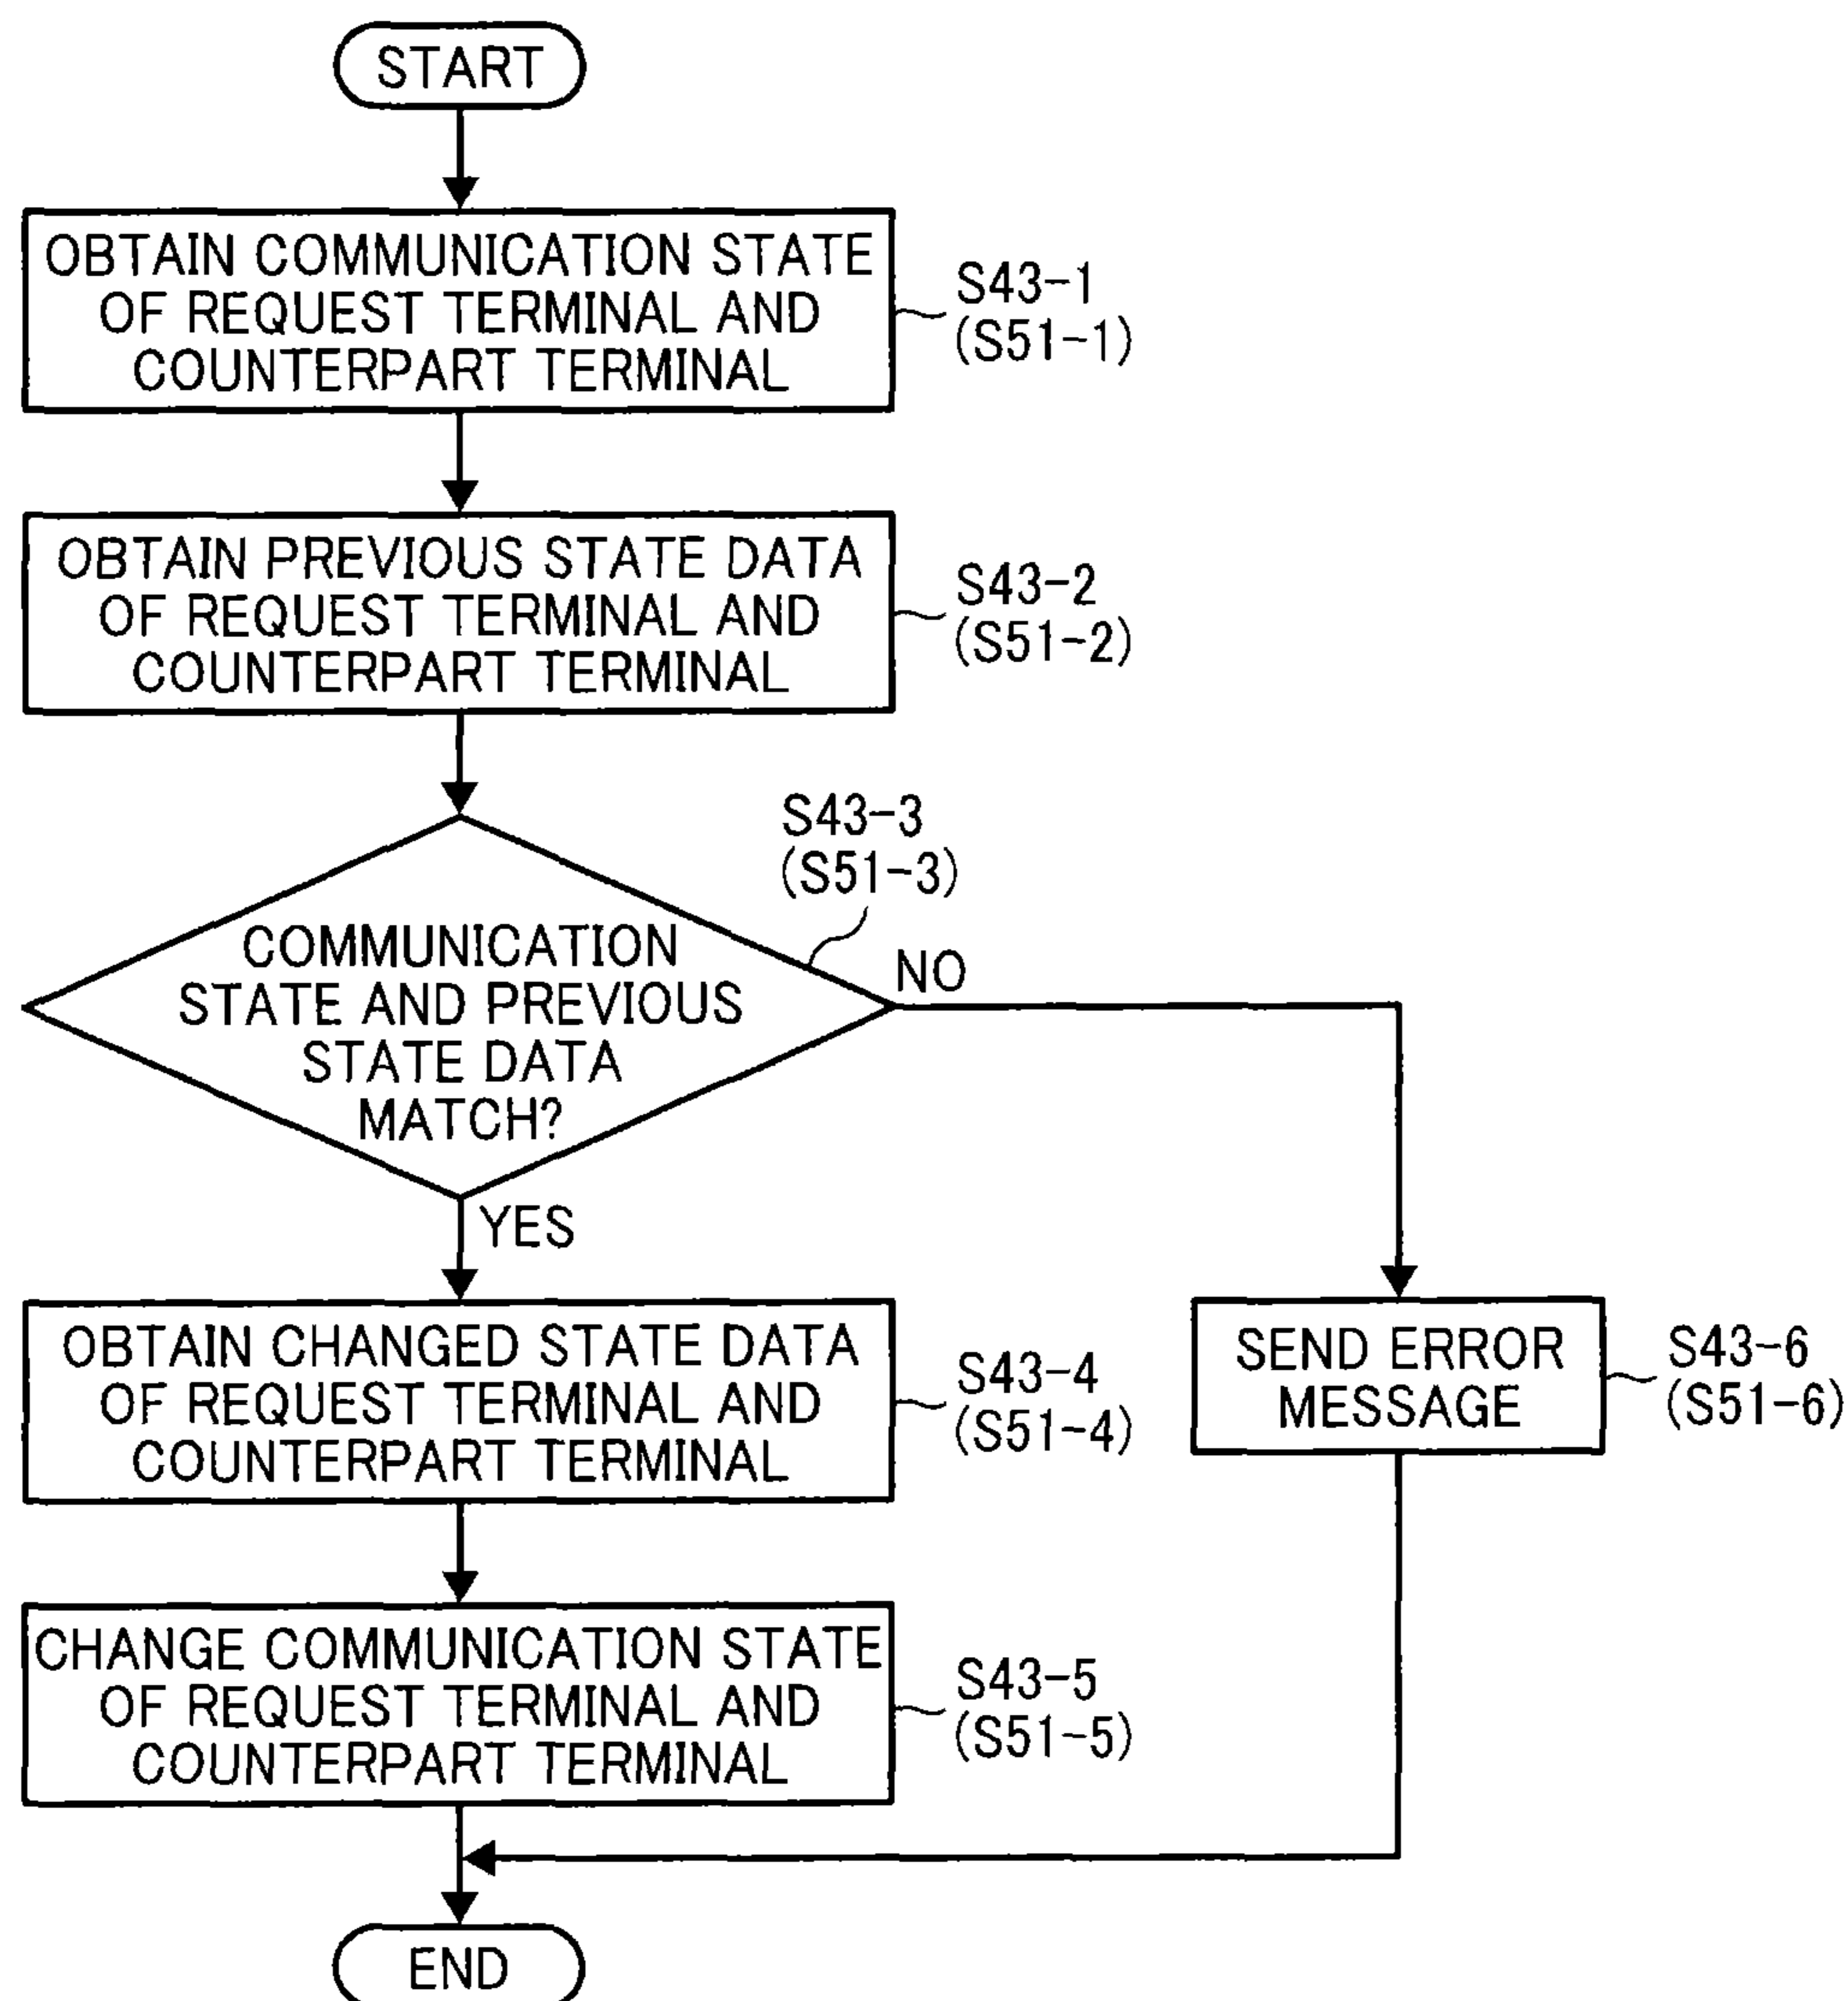 START
OBTAIN COMMUNICATION STATE
OF REQUEST TERMINAL AND
COUNTERPART TERMINAL
S43-1
(S51-1)
OBTAIN PREVIOUS STATE DATA
OF REQUEST TERMINAL AND
COUNTERPART TERMINAL
S43-2
(S51-2)
S43-3
(S51-3)
COMMUNICATION
STATE AND PREVIOUS
STATE DATA
MATCH?
NO
YES
OBTAIN CHANGED STATE DATA
OF REQUEST TERMINAL AND
COUNTERPART TERMINAL
S43-4
(S51-4)
SEND ERROR
MESSAGE
S43-6
(S51-6)
CHANGE COMMUNICATION STATE
OF REQUEST TERMINAL AND
COUNTERPART TERMINAL
S43-5
(S51-5)
END